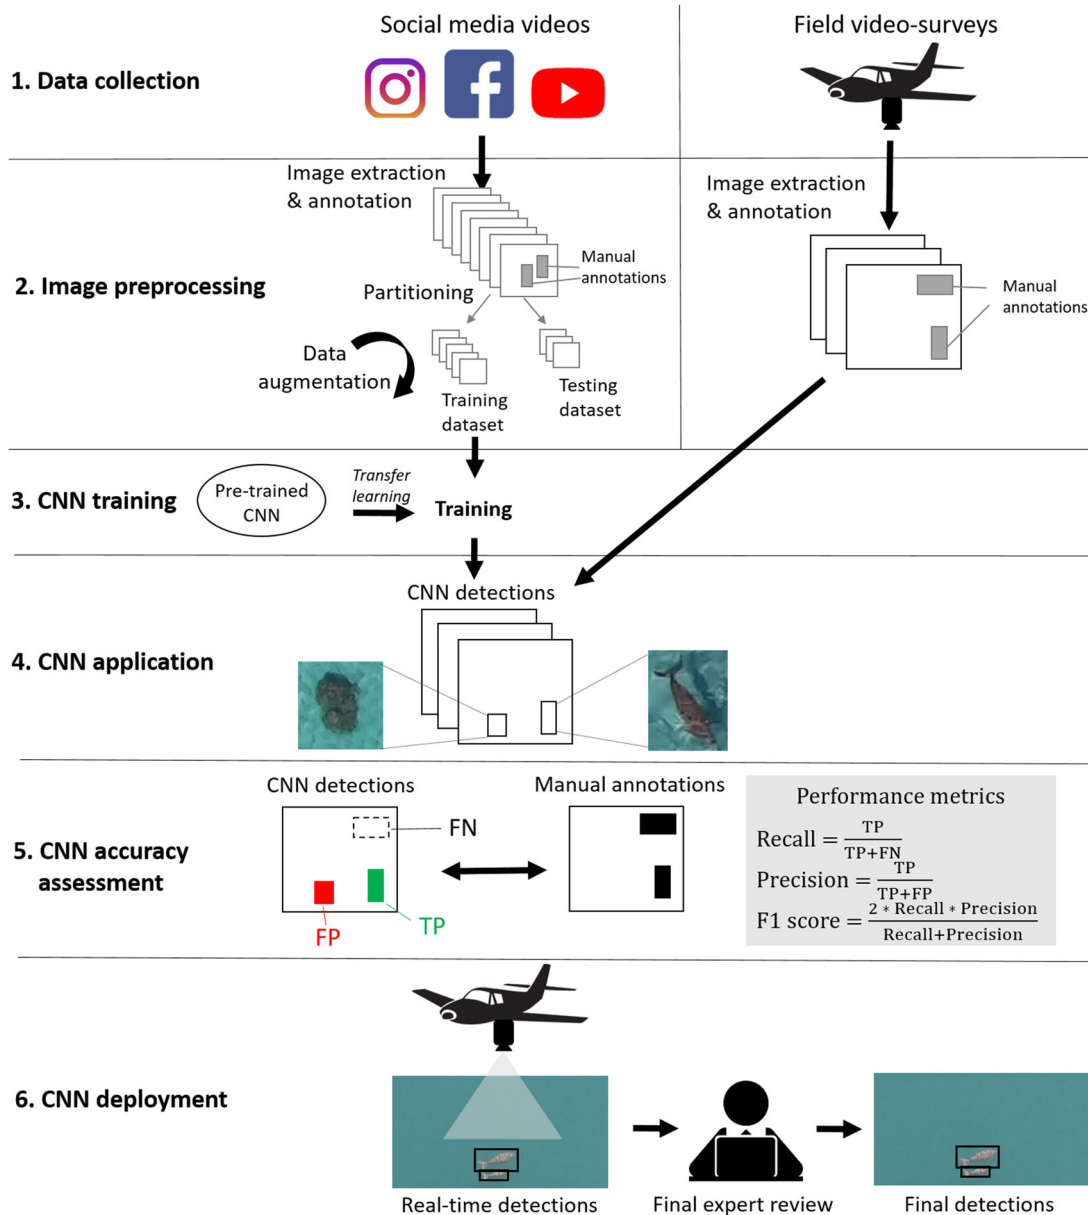 Social media videos
Field video-surveys
1. Data collection
Image extraction
& annotation
Image extraction
& annotation
Manual
annotations
2. Image preprocessing
Partitioning
Manual
annotations
Data
augmentation
Training
dataset
Testing
dataset
3. CNN training
Pre-trained
CNN
Transfer
learning
Training
CNN detections
4. CNN application
CNN detections
Manual annotations
FN
5. CNN accuracy
assessment
FP
TP
Performance metrics
Recall = TP / TP+FN
Precision = TP / TP+FP
F1 score = 2 * Recall * Precision / Recall+Precision
6. CNN deployment
Real-time detections
Final expert review
Final detections